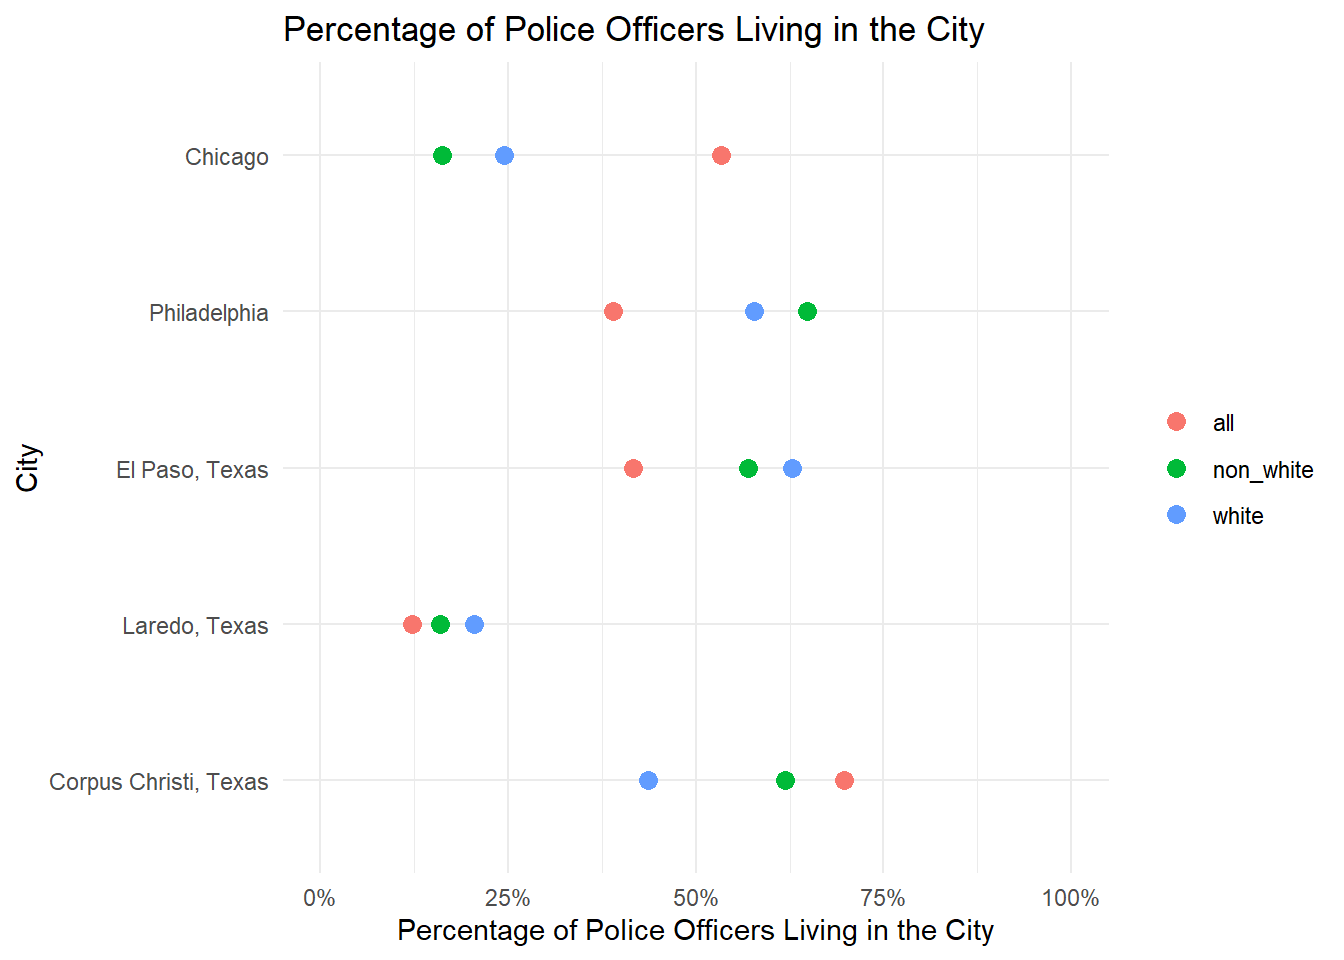 Percentage of Police Officers Living in the City
Chicago
Philadelphia
El Paso, Texas
Laredo, Texas
Corpus Christi, Texas
City
0% 25% 50% 75% 100%
Percentage of Police Officers Living in the City
all
non_white
white